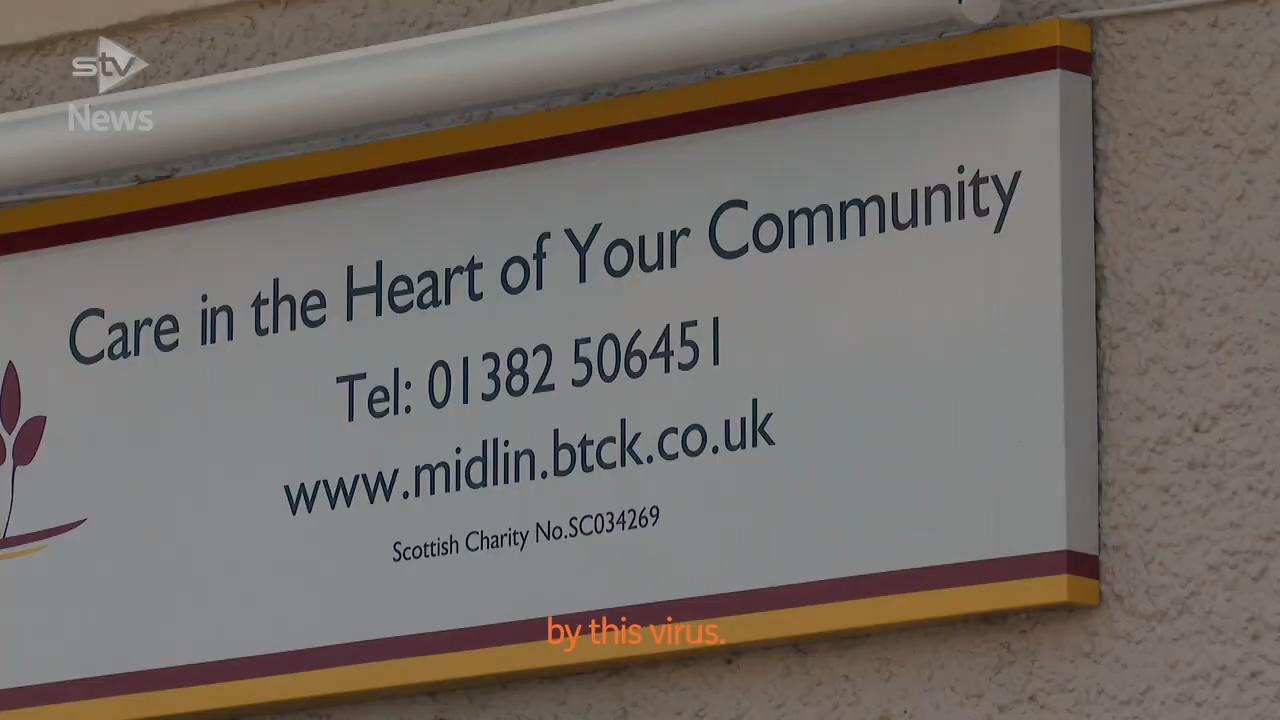 stv
News
Care in the Heart of Your Community
Tel: 01382 506451
www.midlin.btck.co.uk
Scottish Charity No.SC034269
by this virus.